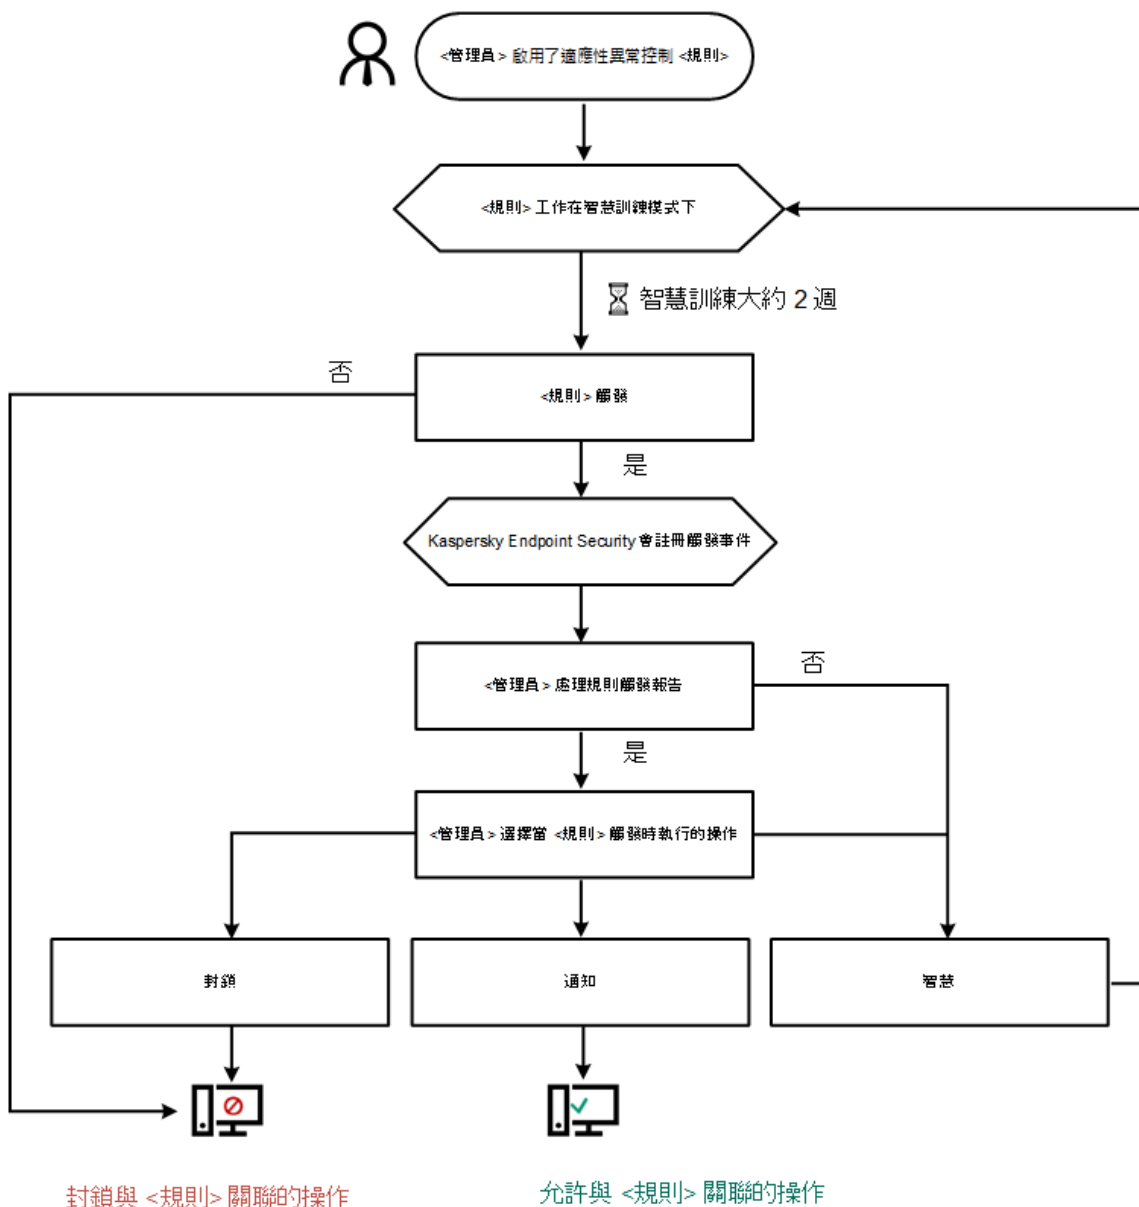 <管理員> 啟用了適應性異常控制 <規則>
<規則> 工作在智慧訓練模式下
智慧訓練大約 2 週
否
<規則> 觸發
是
Kaspersky Endpoint Security 會註冊觸發事件
否
<管理員> 處理規則觸發報告
是
<管理員> 選擇當 <規則> 觸發時執行的操作
封鎖
通知
智慧
封鎖與 <規則> 關聯的操作
允許與 <規則> 關聯的操作